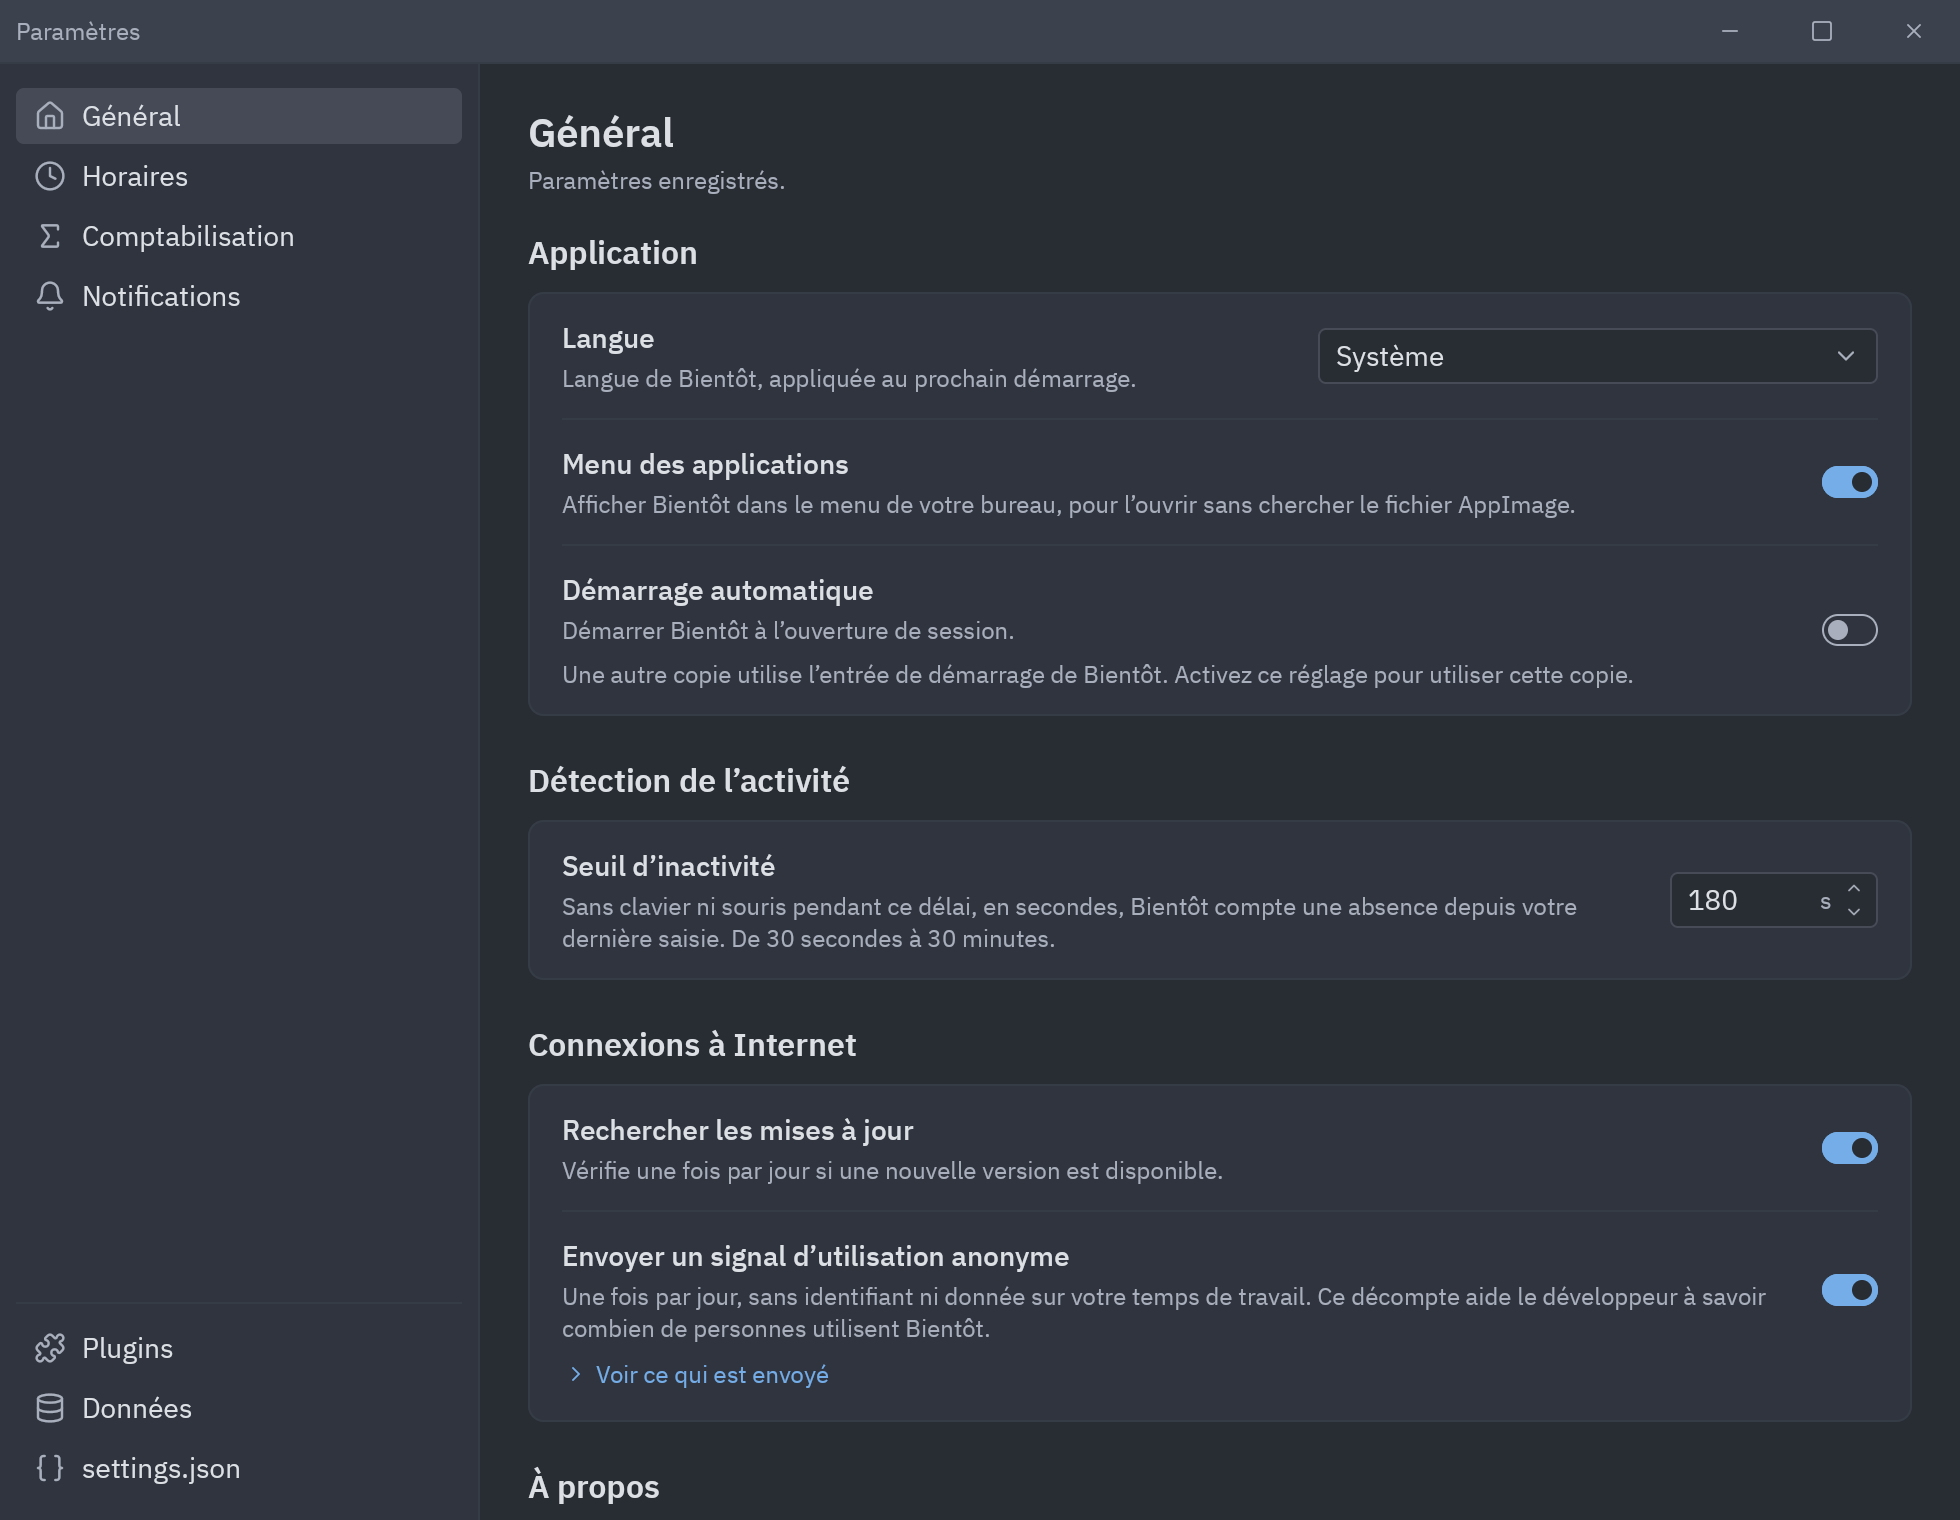 Paramètres
Général
Horaires
Comptabilisation
Notifications
Plugins
Données
settings.json
Général
Paramètres enregistrés.
Application
Langue
Langue de Bientôt, appliquée au prochain démarrage.
Système
Menu des applications
Afficher Bientôt dans le menu de votre bureau, pour l’ouvrir sans chercher le fichier AppImage.
Démarrage automatique
Démarrer Bientôt à l’ouverture de session.
Une autre copie utilise l’entrée de démarrage de Bientôt. Activez ce réglage pour utiliser cette copie.
Détection de l’activité
Seuil d’inactivité
Sans clavier ni souris pendant ce délai, en secondes, Bientôt compte une absence depuis votre
dernière saisie. De 30 secondes à 30 minutes.
180 s
Connexions à Internet
Rechercher les mises à jour
Vérifie une fois par jour si une nouvelle version est disponible.
Envoyer un signal d’utilisation anonyme
Une fois par jour, sans identifiant ni donnée sur votre temps de travail. Ce décompte aide le développeur à savoir
combien de personnes utilisent Bientôt.
Voir ce qui est envoyé
À propos